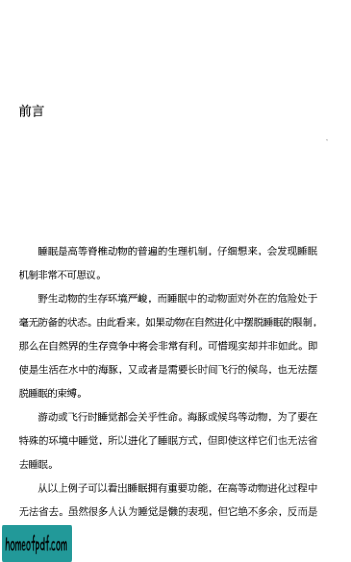 前言
睡眠是高等脊椎动物的普遍的生理机制，仔细想来，会发现睡眠
机制非常不可思议。
野生动物的生存环境严峻，而睡眠中的动物面对外在的危险处于
毫无防备的状态。由此看来，如果动物在自然进化中摆脱睡眠的限制，
那么在自然界的生存竞争中将会非常有利。可惜现实却并非如此。即
使是生活在水中的海豚，又或者是需要长时间飞行的候鸟，也无法摆
脱睡眠的束缚。
游动或飞行时睡觉都会关乎性命。海豚或候鸟等动物，为了要在
特殊的环境中睡觉，所以进化了睡眠方式，但即使这样它们也无法省
去睡眠。
从以上例子可以看出睡眠拥有重要功能，在高等动物进化过程中
无法省去。虽然很多人认为睡觉是懒的表现，但它绝不多余，反而是
homeofpdf.com